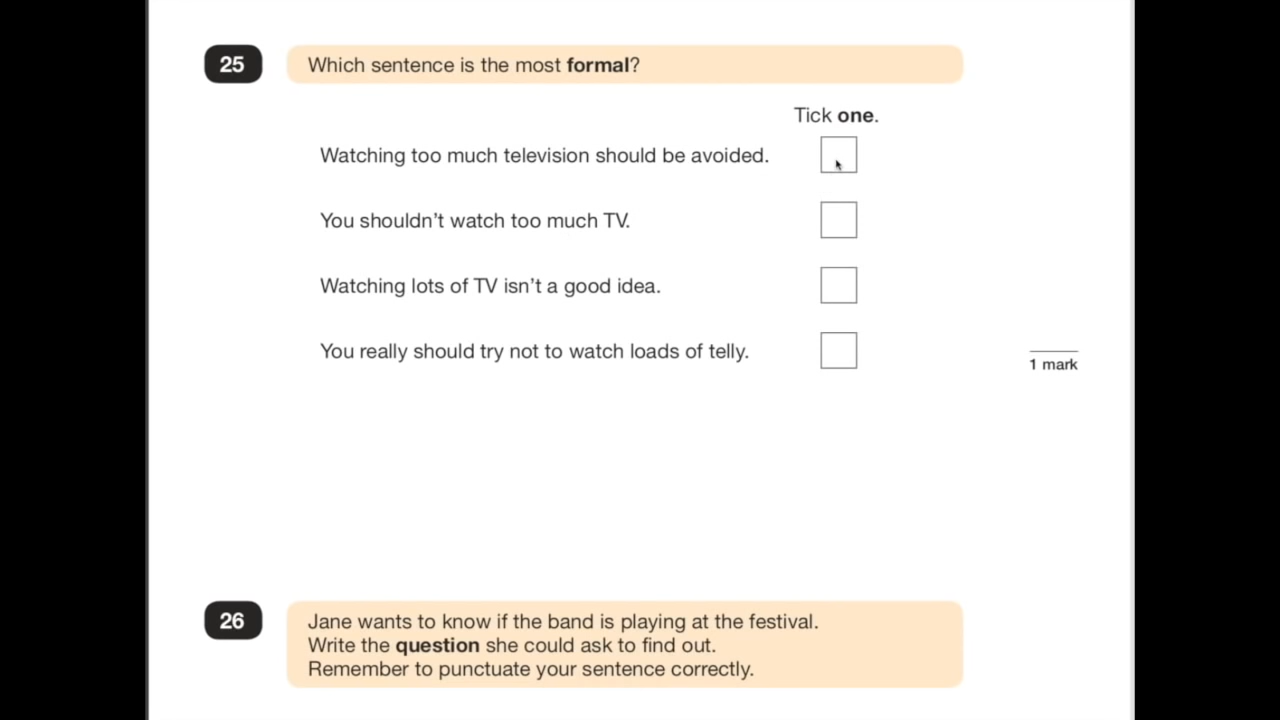 25
Which sentence is the most formal?
Tick one.
Watching too much television should be avoided.
You shouldn’t watch too much TV.
Watching lots of TV isn’t a good idea.
You really should try not to watch loads of telly.
1 mark
26
Jane wants to know if the band is playing at the festival.
Write the question she could ask to find out.
Remember to punctuate your sentence correctly.